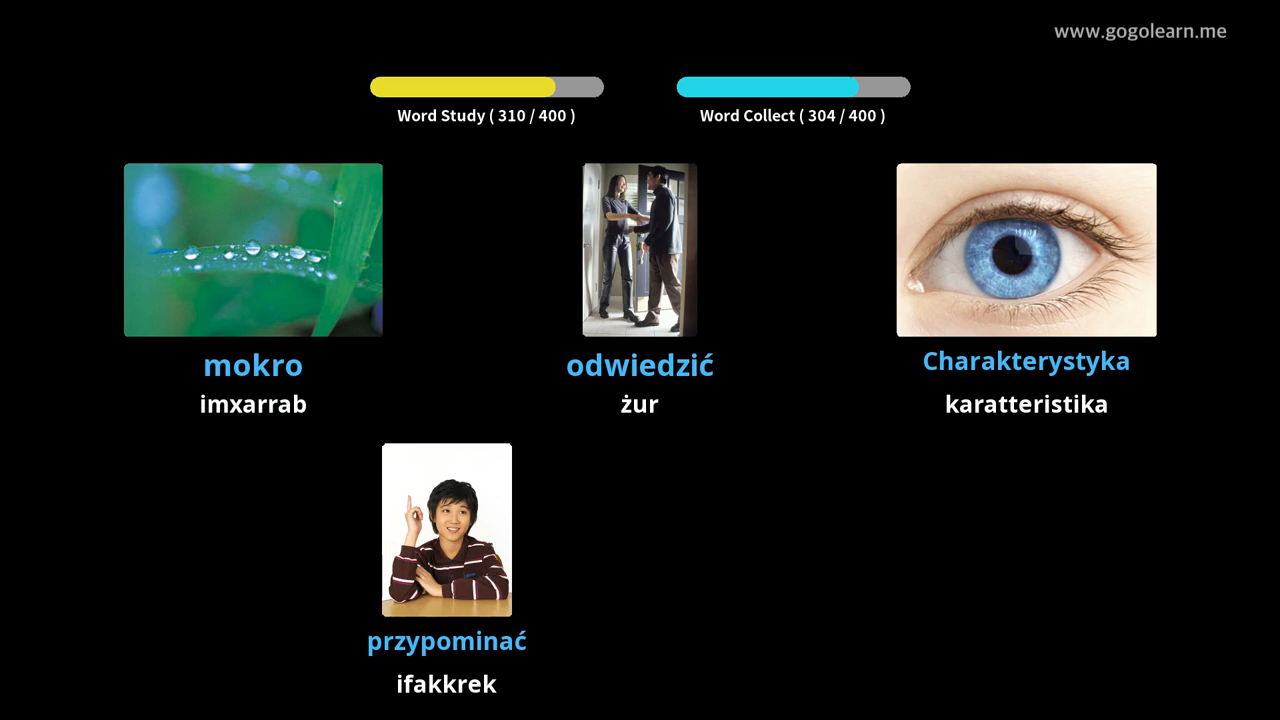 www.gogolearn.me
Word Study ( 310 / 400 )
Word Collect ( 304 / 400 )
mokro
imxarrab
odwiedzić
żur
Charakterystyka
karatteristika
przypominać
ifakkrek